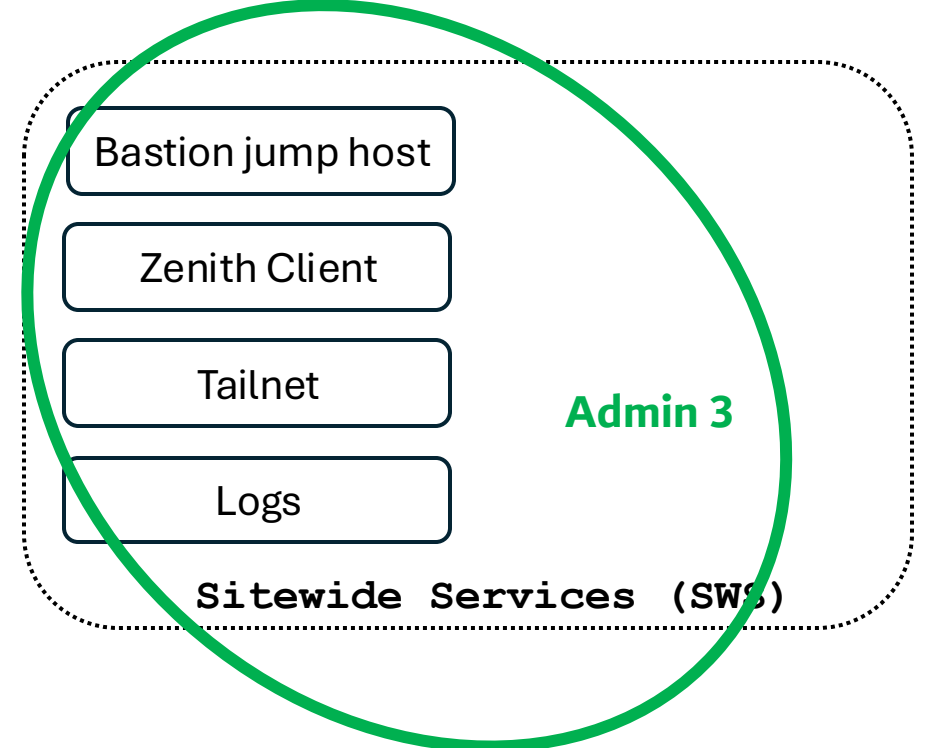 Bastion jump host
Zenith Client
Tailnet
Admin 3
Logs
Sitewide Services (SWS)